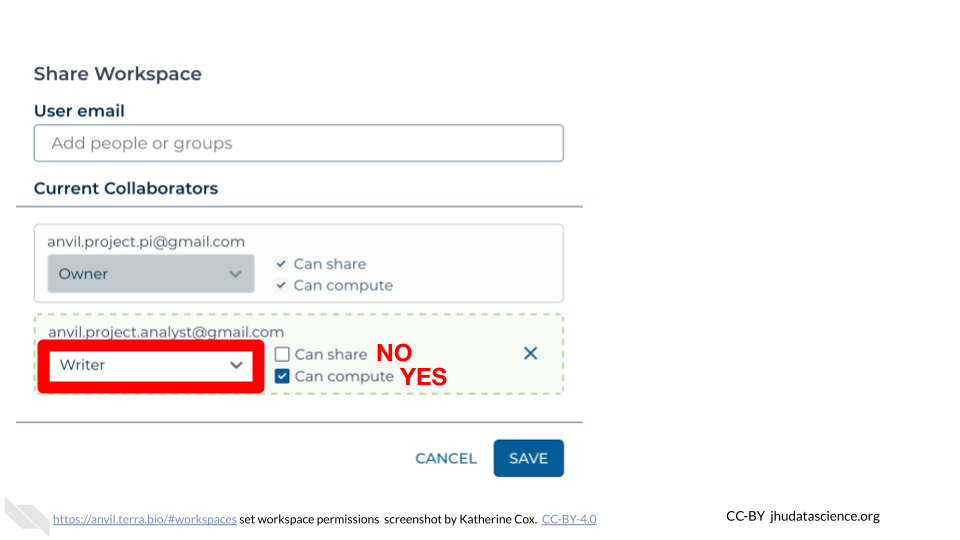 Share Workspace
User email
Add people or groups
Current Collaborators
anvil.project.pi@gmail.com
Owner
Can share
Can compute
anvil.project.analyst@gmail.com
Writer
Can share NO
Can compute YES
CANCEL SAVE
https://anvil.terra.bio/#workspaces set workspace permissions screenshot by Katherine Cox. CC-BY-4.0
CC-BY jhudatascience.org